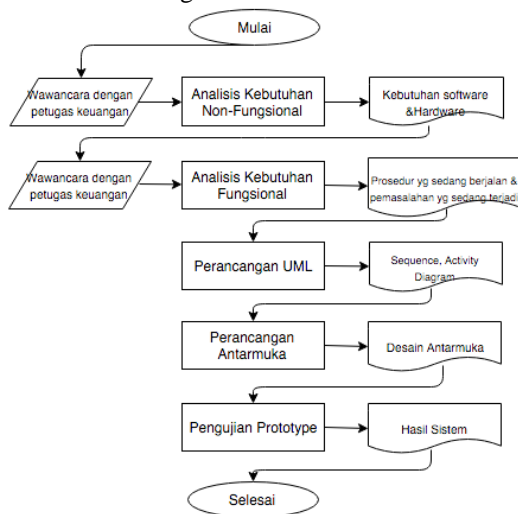 Mulai
Wawancara dengan
petugas keuangan
Analisis Kebutuhan
Non-Fungsional
Kebutuhan software
&Hardware
Wawancara dengan
petugas keuangan
Analisis Kebutuhan
Fungsional
Prosedur yg sedang berjalan &
pemasalahan yg sedang terjadi
Perancangan UML
Sequence, Activity
Diagram
Perancangan
Antarmuka
Desain Antarmuka
Pengujian Prototype
Hasil Sistem
Selesai